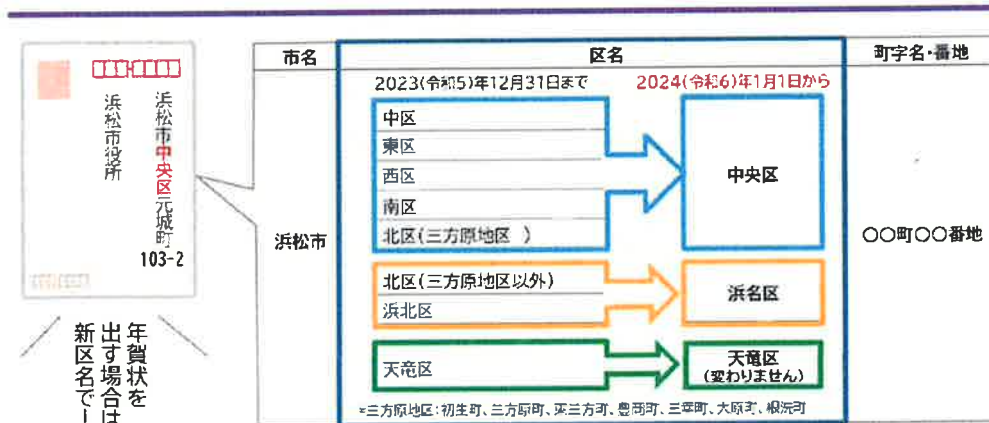 浜松市中央区元城町
103-2
浜松市役所
年賀状を
出す場合は
新区名で
市名
区名
町字名・番地
2023(令和5)年12月31日まで
2024(令和6)年1月1日から
浜松市
中区
東区
西区
南区
北区(三方原地区 )
中央区
〇〇町〇〇番地
北区(三方原地区以外)
浜北区
浜名区
天竜区
天竜区
(変わりません)
*三方原地区:初生町、三方原町、東三方町、豊岡町、三幸町、大原町、根洗町